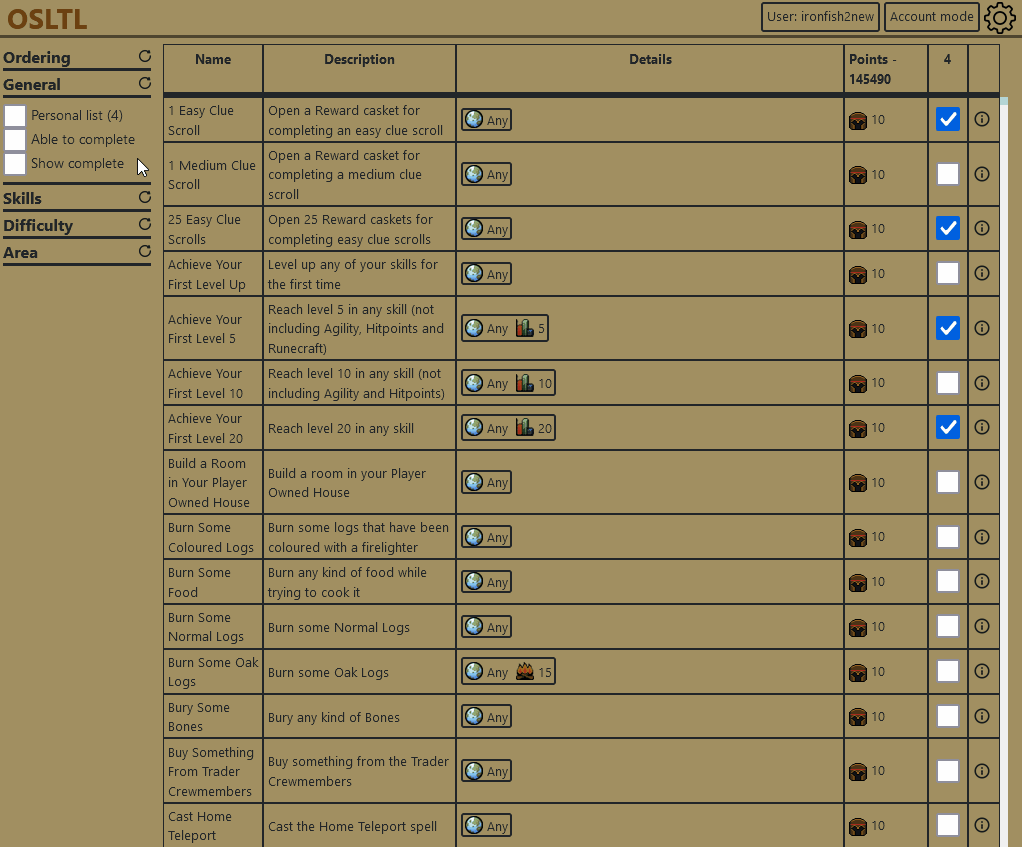 OSLTL
User: ironfish2new
Account mode
Ordering
General
Personal list (4)
Able to complete
Show complete
Skills
Difficulty
Area
Name
Description
Details
Points -
145490
4
1 Easy Clue
Scroll
Open a Reward casket for
completing an easy clue scroll
Any
10
1 Medium Clue
Scroll
Open a Reward casket for
completing a medium clue
scroll
Any
10
25 Easy Clue
Scrolls
Open 25 Reward caskets for
completing easy clue scrolls
Any
10
Achieve Your
First Level Up
Level up any of your skills for
the first time
Any
10
Achieve Your
First Level 5
Reach level 5 in any skill (not
including Agility, Hitpoints and
Runecraft)
Any 5
10
Achieve Your
First Level 10
Reach level 10 in any skill (not
including Agility and Hitpoints)
Any 10
10
Achieve Your
First Level 20
Reach level 20 in any skill
Any 20
10
Build a Room
in Your Player
Owned House
Build a room in your Player
Owned House
Any
10
Burn Some
Coloured Logs
Burn some logs that have been
coloured with a firelighter
Any
10
Burn Some
Food
Burn any kind of food while
trying to cook it
Any
10
Burn Some
Normal Logs
Burn some Normal Logs
Any
10
Burn Some Oak
Logs
Burn some Oak Logs
Any 15
10
Bury Some
Bones
Bury any kind of Bones
Any
10
Buy Something
From Trader
Crewmembers
Buy something from the Trader
Crewmembers
Any
10
Cast Home
Teleport
Cast the Home Teleport spell
Any
10